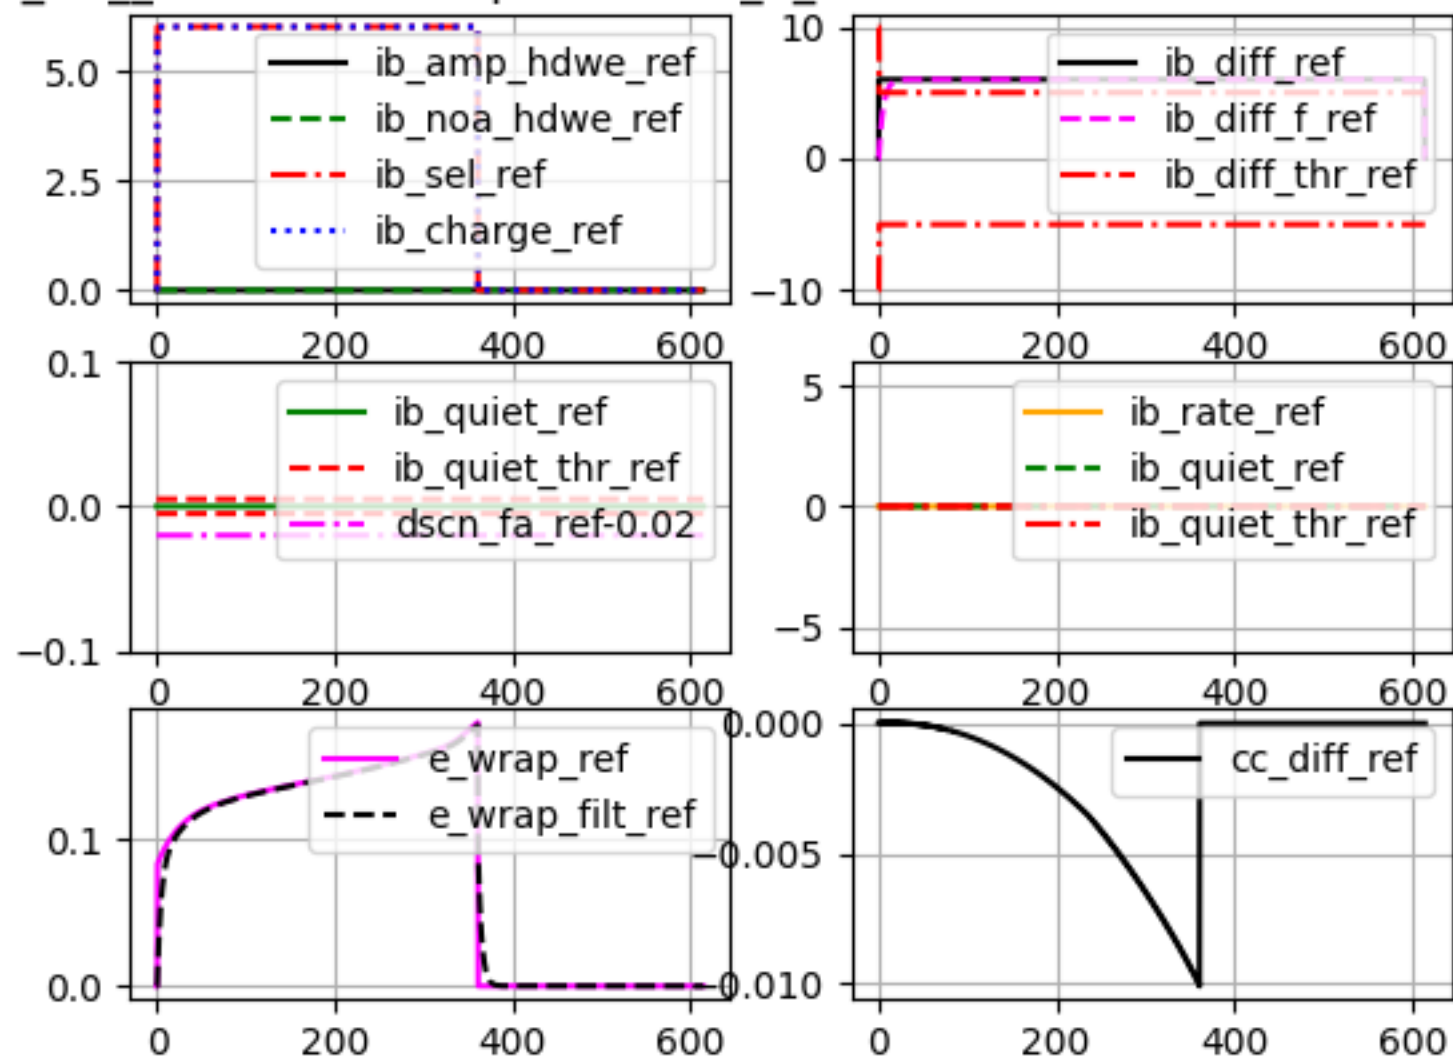 ib_amp_hdwe_ref
ib_noa_hdwe_ref
ib_sel_ref
ib_charge_ref
5.0
2.5
0.0
0 200 400 600
ib_diff_ref
ib_diff_f_ref
ib_diff_thr_ref
10
0
−10
0 200 400 600
ib_quiet_ref
ib_quiet_thr_ref
dscn_fa_ref-0.02
0.1
0.0
−0.1
0 200 400 600
ib_rate_ref
ib_quiet_ref
ib_quiet_thr_ref
5
0
−5
0 200 400 600
e_wrap_ref
e_wrap_filt_ref
0.1
0.0
0 200 400 600
cc_diff_ref
0.000
−0.005
−0.010
0 200 400 600